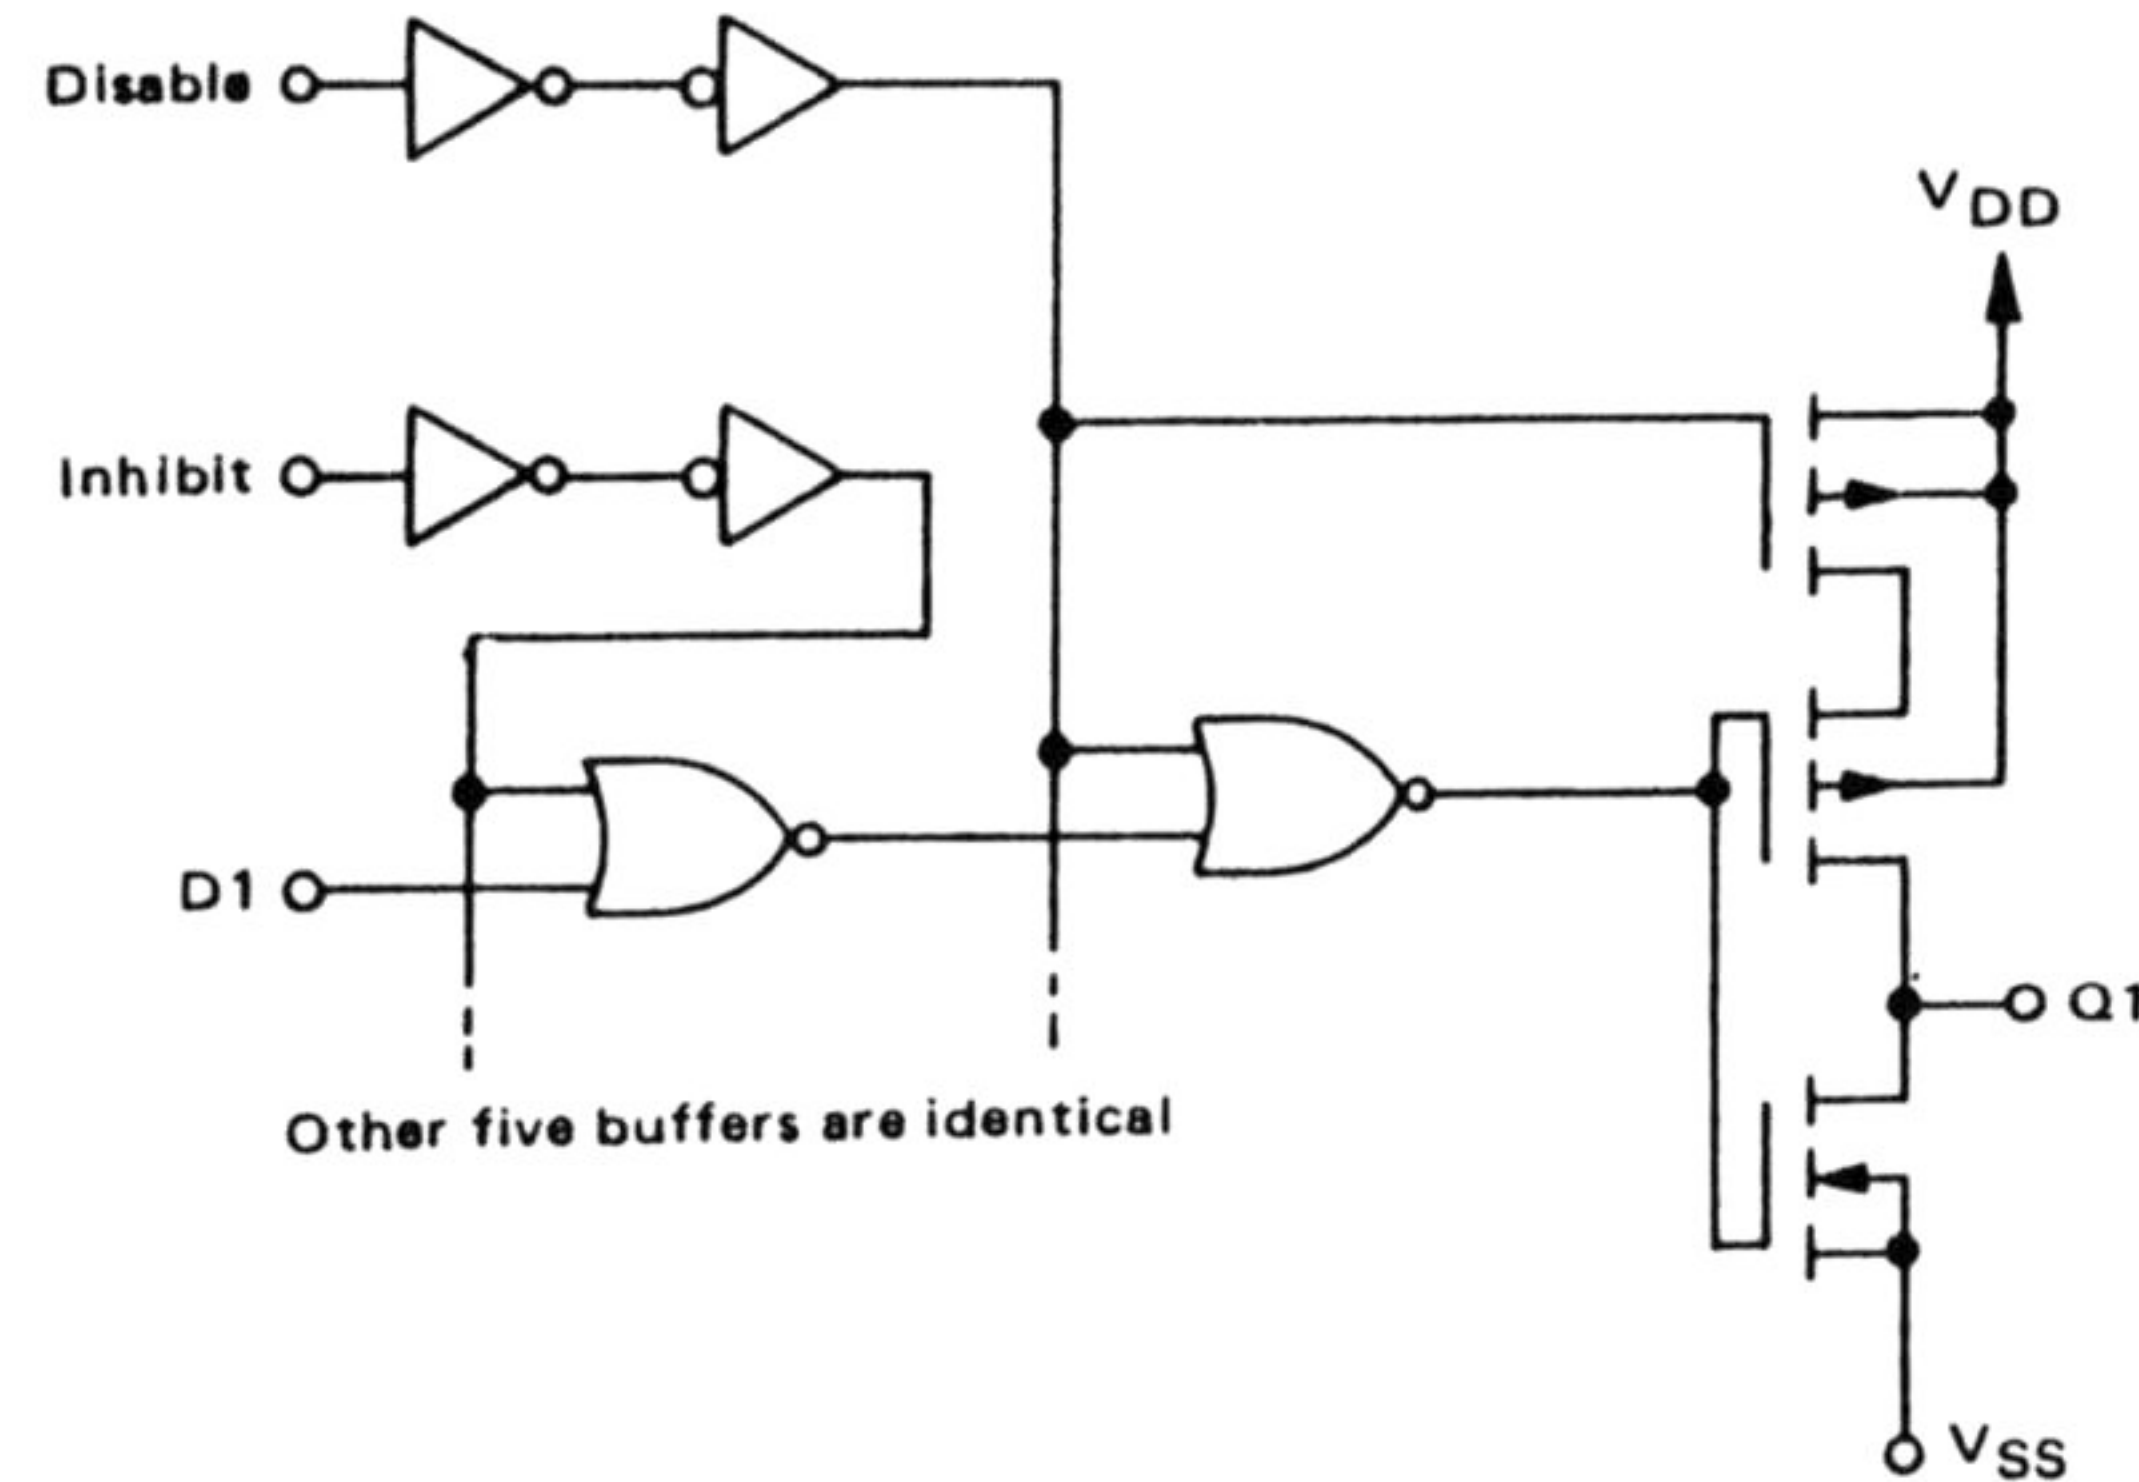 Disable
VDD
Inhibit
D1
Q1
Other five buffers are identical
VSS